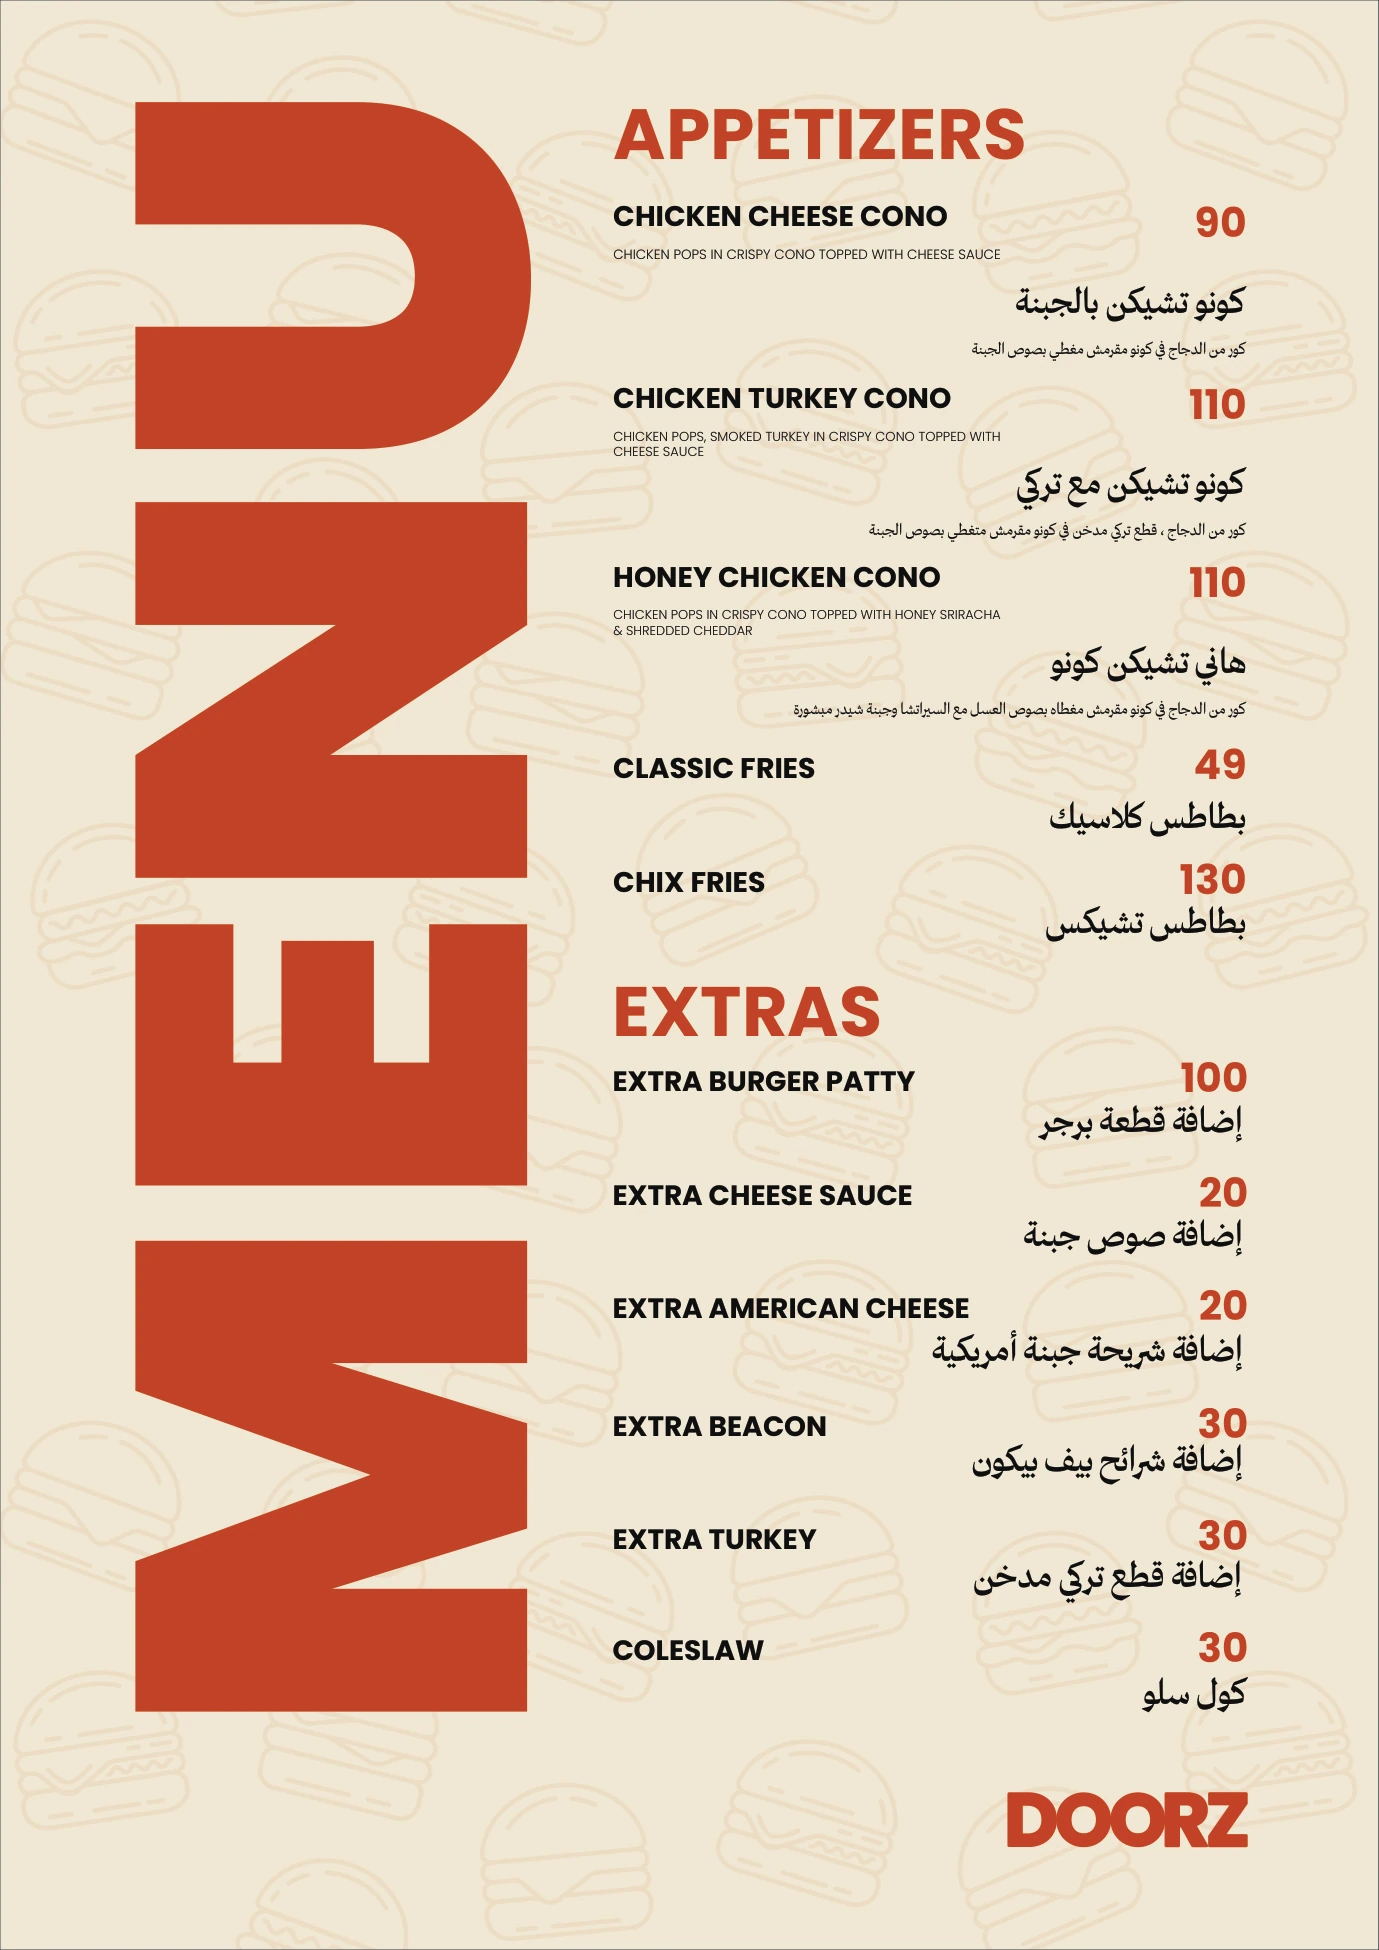 MENU
APPETIZERS
CHICKEN CHEESE CONO 90
CHICKEN POPS IN CRISPY CONO TOPPED WITH CHEESE SAUCE
كونو تشيكن بالجبنة
كور من الدجاج في كونو مقرمش مغطي بصوص الجبنة
CHICKEN TURKEY CONO 110
CHICKEN POPS, SMOKED TURKEY IN CRISPY CONO TOPPED WITH
CHEESE SAUCE
كونو تشيكن مع تركي
كور من الدجاج ، قطع تركي مدخن في كونو مقرمش متغطي بصوص الجبنة
HONEY CHICKEN CONO 110
CHICKEN POPS IN CRISPY CONO TOPPED WITH HONEY SRIRACHA
& SHREDDED CHEDDAR
هاني تشيكن كونو
كور من الدجاج في كونو مقرمش مغطاه بصوص العسل مع السيراتشا وجبنة شيدر مبشورة
CLASSIC FRIES 49
بطاطس كلاسيك
CHIX FRIES 130
بطاطس تشيكس
EXTRAS
EXTRA BURGER PATTY 100
إضافة قطعة برجر
EXTRA CHEESE SAUCE 20
إضافة صوص جبنة
EXTRA AMERICAN CHEESE 20
إضافة شريحة جبنة أمريكية
EXTRA BEACON 30
إضافة شرائح بيف بيكون
EXTRA TURKEY 30
إضافة قطع تركي مدخن
COLESLAW 30
كول سلو
DOORZ